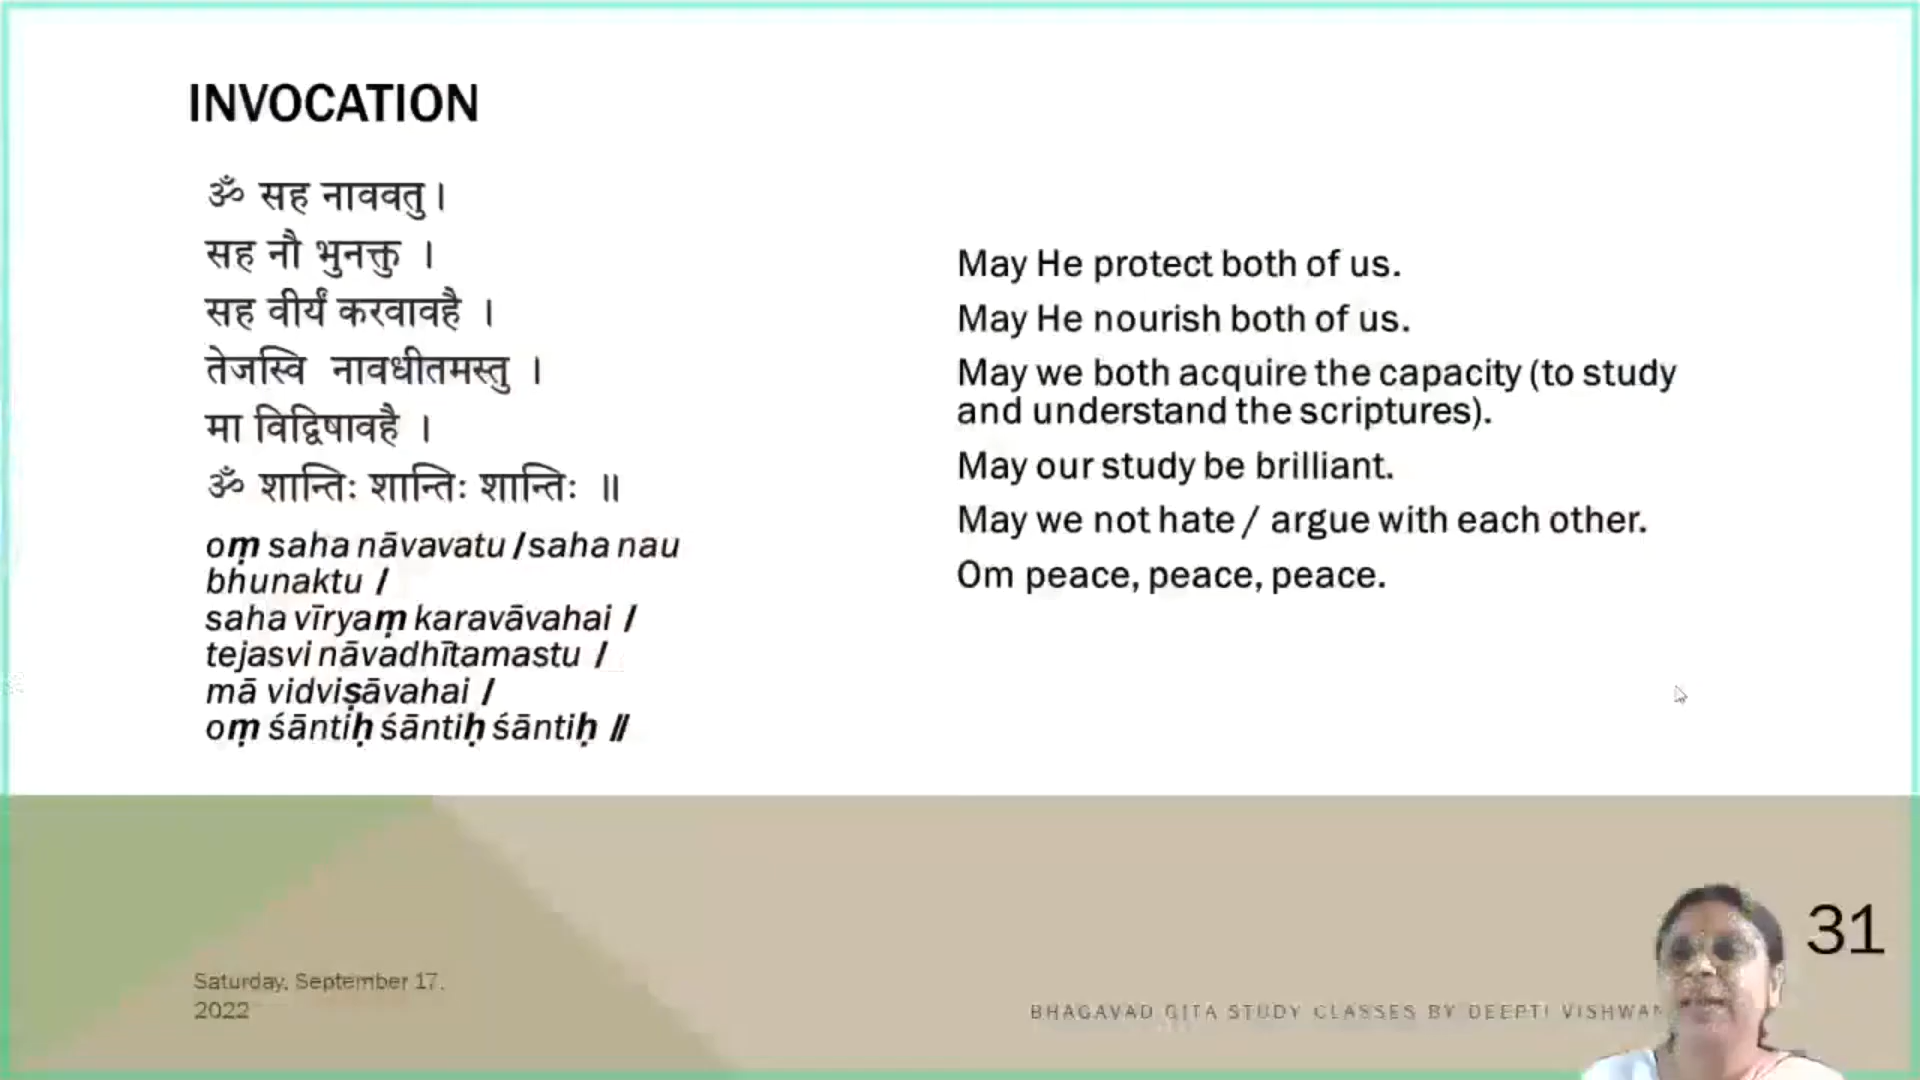 INVOCATION
ॐ सह नाववतु ।
सह नौ भुनक्तु ।
सह वीर्यं करवावहै ।
तेजस्वि नावधीतमस्तु ।
मा विद्विषावहै ।
ॐ शान्तिः शान्तिः शान्तिः ॥
oṃ saha nāvavatu / saha nau
bhunaktu /
saha vīryaṃ karavāvahai /
tejasvi nāvadhītamastu /
mā vidviṣāvahai /
oṃ śāntiḥ śāntiḥ śāntiḥ //
May He protect both of us.
May He nourish both of us.
May we both acquire the capacity (to study
and understand the scriptures).
May our study be brilliant.
May we not hate / argue with each other.
Om peace, peace, peace.
Saturday, September 17,
2022
BHAGAVAD GITA STUDY CLASSES BY DEEPTI
31